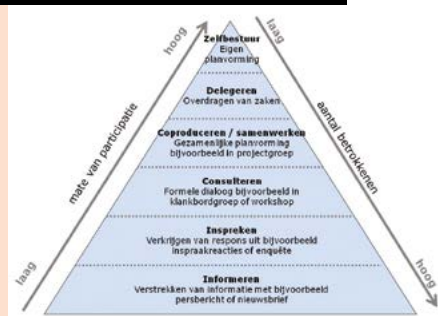 hoog
laag
Zelfbestuur
Eigen
planvorming
Delegeren
Overdragen van zaken
Coproduceren / samenwerken
Gezamenlijke planvorming
bijvoorbeeld in projectgroep
Consulteren
Formele dialoog bijvoorbeeld in
klankbordgroep of workshop
Inspreken
Verkrijgen van respons uit bijvoorbeeld
inspraakreacties of enquête
Informeren
Verstrekken van informatie met bijvoorbeeld
persbericht of nieuwsbrief
mate van participatie
aantal betrokkenen
laag
hoog